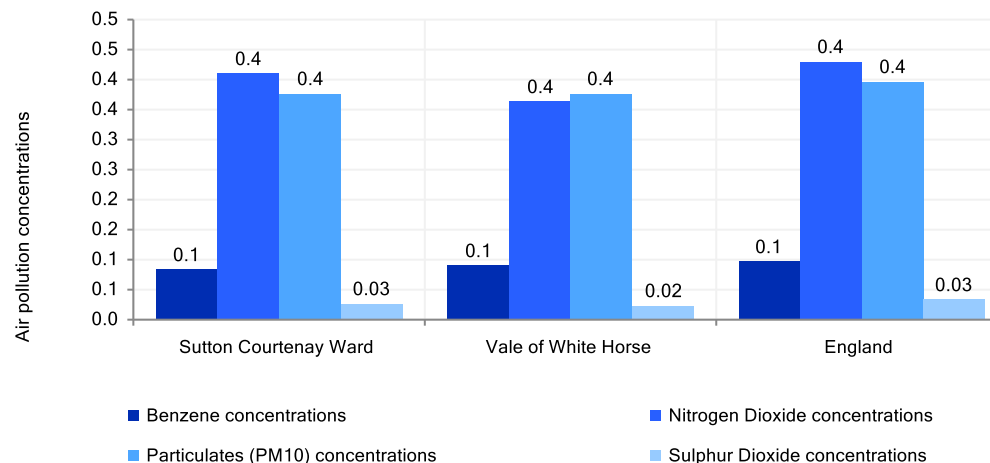 0.5
0.5
0.4
0.4
0.3
0.3
0.2
0.2
0.1
0.1
0.0
Air pollution concentrations
0.1
0.4
0.4
0.03
0.1
0.4
0.4
0.02
0.1
0.4
0.4
0.03
Sutton Courtenay Ward
Vale of White Horse
England
Benzene concentrations
Nitrogen Dioxide concentrations
Particulates (PM10) concentrations
Sulphur Dioxide concentrations